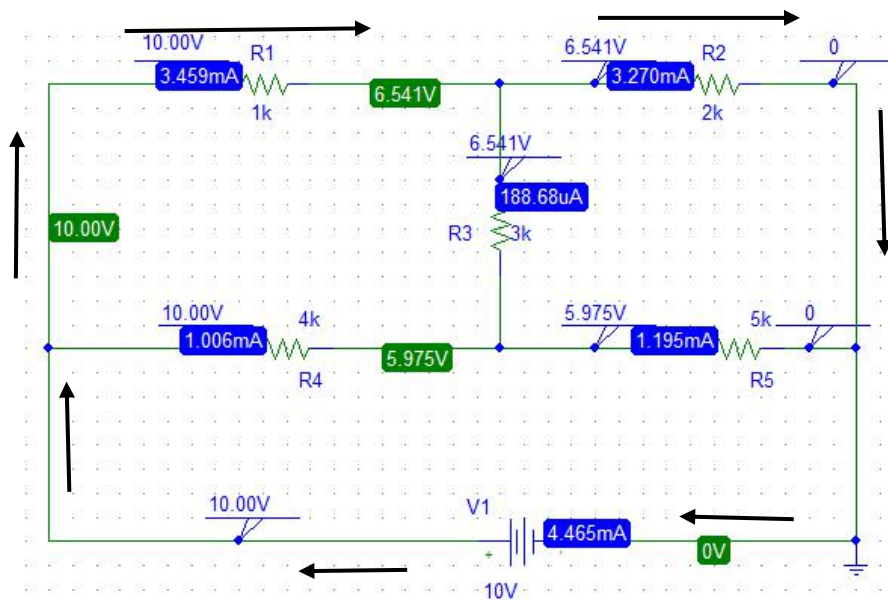 10.00V
R1
3.459mA
1k
6.541V
6.541V
R2
0
3.270mA
2k
6.541V
188.68uA
R3
3k
10.00V
10.00V
4k
1.006mA
R4
5.975V
5.975V
5k
0
1.195mA
R5
10.00V
V1
4.465mA
0V
+
-
10V